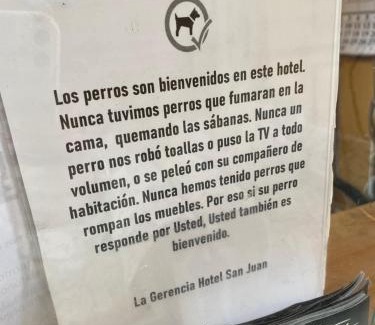 Los perros son bienvenidos en este hotel.
Nunca tuvimos perros que fumaran en la
cama, quemando las sábanas. Nunca un
perro nos robó toallas o puso la TV a todo
volumen, o se peleó con su compañero de
habitación. Nunca hemos tenido perros que
rompan los muebles. Por eso si su perro
responde por Usted, Usted también es
bienvenido.
La Gerencia Hotel San Juan